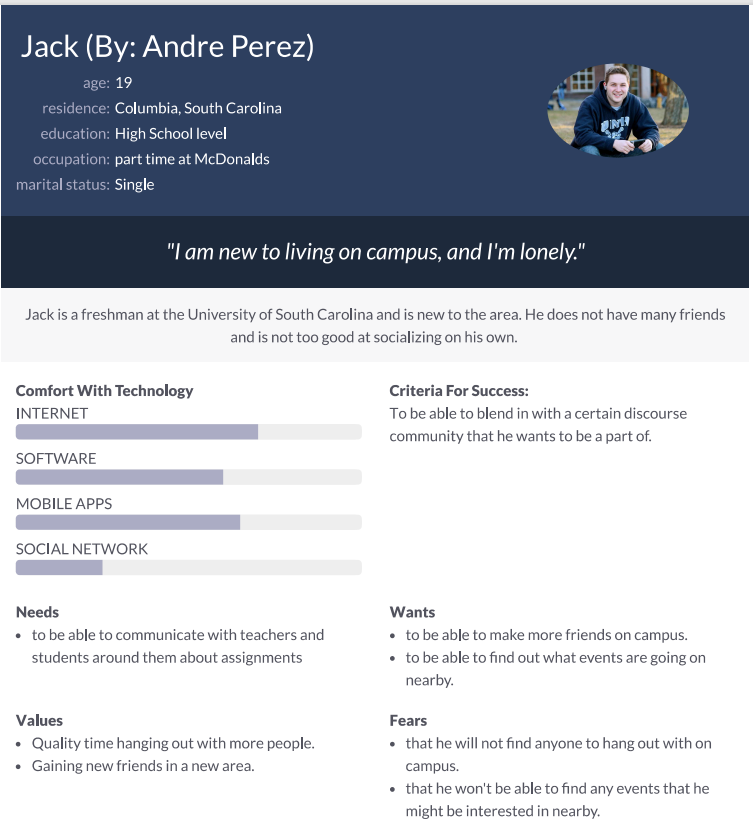 Jack (By: Andre Perez)
age: 19
residence: Columbia, South Carolina
education: High School level
occupation: part time at McDonalds
marital status: Single
"I am new to living on campus, and I'm lonely."
Jack is a freshman at the University of South Carolina and is new to the area. He does not have many friends
and is not too good at socializing on his own.
Comfort With Technology
INTERNET
SOFTWARE
MOBILE APPS
SOCIAL NETWORK
Criteria For Success:
To be able to blend in with a certain discourse
community that he wants to be a part of.
Needs
• to be able to communicate with teachers and
students around them about assignments
Wants
• to be able to make more friends on campus.
• to be able to find out what events are going on
nearby.
Values
• Quality time hanging out with more people.
• Gaining new friends in a new area.
Fears
• that he will not find anyone to hang out with on
campus.
• that he won't be able to find any events that he
might be interested in nearby.